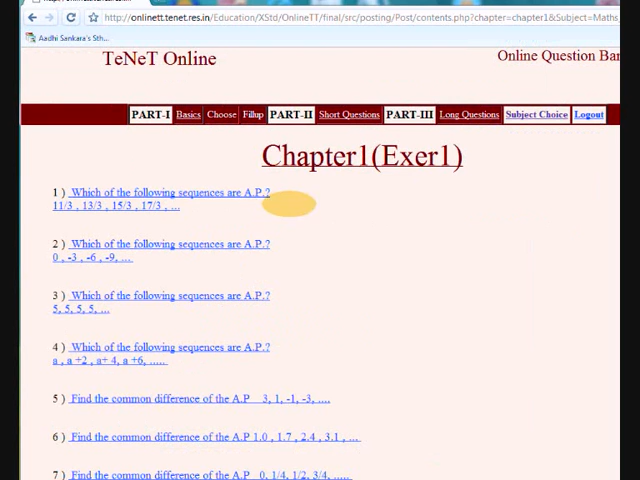 http://onlinett.tenet.res.in/Education/XStd/OnlineTT/final/src/posting/Post/contents.php?chapter=chapter1&Subject=Maths_
Aadhi Sankara's 5th...
TeNeT Online
Online Question Ban
PART-I Basics Choose Fillup PART-II Short Questions PART-III Long Questions Subject Choice Logout
Chapter1(Exer1)
1 ) Which of the following sequences are A.P.?
11/3 , 13/3 , 15/3 , 17/3 , ...
2 ) Which of the following sequences are A.P.?
0 , -3 , -6 , -9, ...
3 ) Which of the following sequences are A.P.?
5, 5, 5, 5, ...
4 ) Which of the following sequences are A.P.?
a , a +2 , a+ 4, a +6, .....
5 ) Find the common difference of the A.P 3, 1, -1, -3, ....
6 ) Find the common difference of the A.P 1.0 , 1.7 , 2.4 , 3.1 , ...
7 ) Find the common difference of the A.P 0, 1/4, 1/2, 3/4, .....